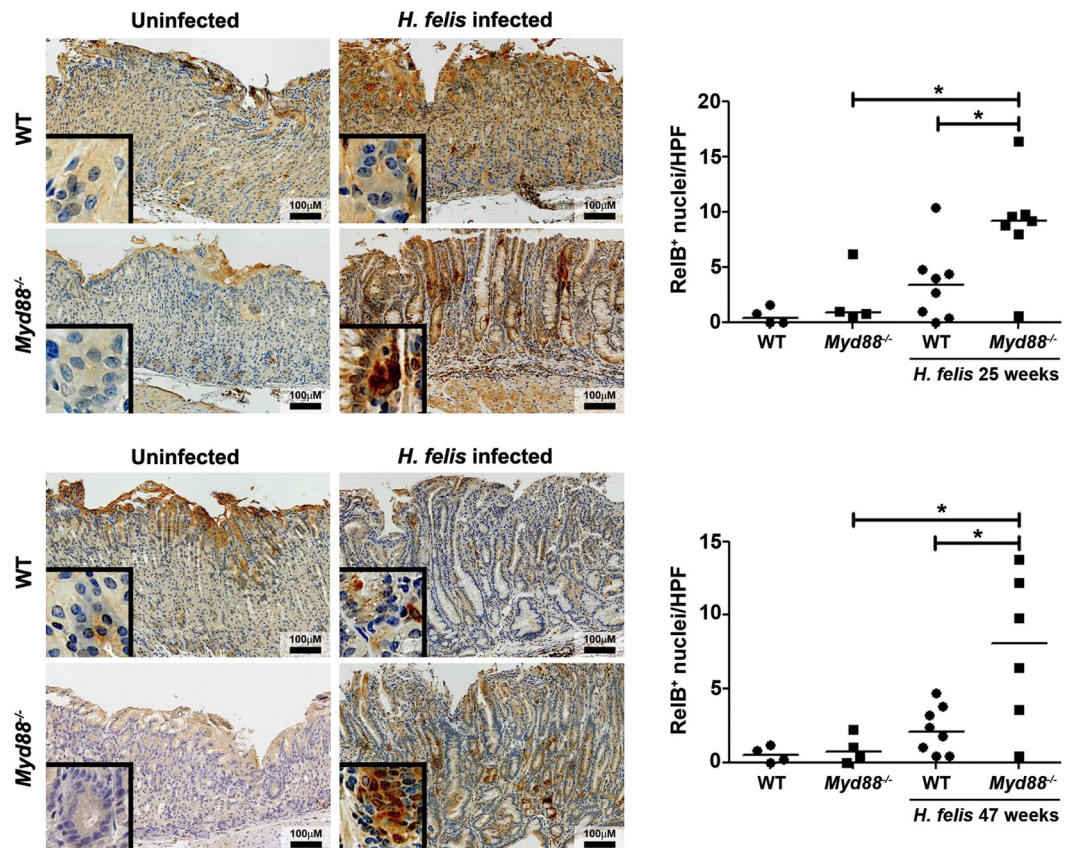 Uninfected
H. felis infected
WT
100μM
100μM
Myd88-/-
100μM
100μM
RelB+ nuclei/HPF
20
15
10
5
0
*
*
WT
Myd88-/-
WT
Myd88-/-
H. felis 25 weeks
Uninfected
H. felis infected
WT
100μM
100μM
Myd88-/-
100μM
100μM
RelB+ nuclei/HPF
15
10
5
0
*
*
WT
Myd88-/-
WT
Myd88-/-
H. felis 47 weeks